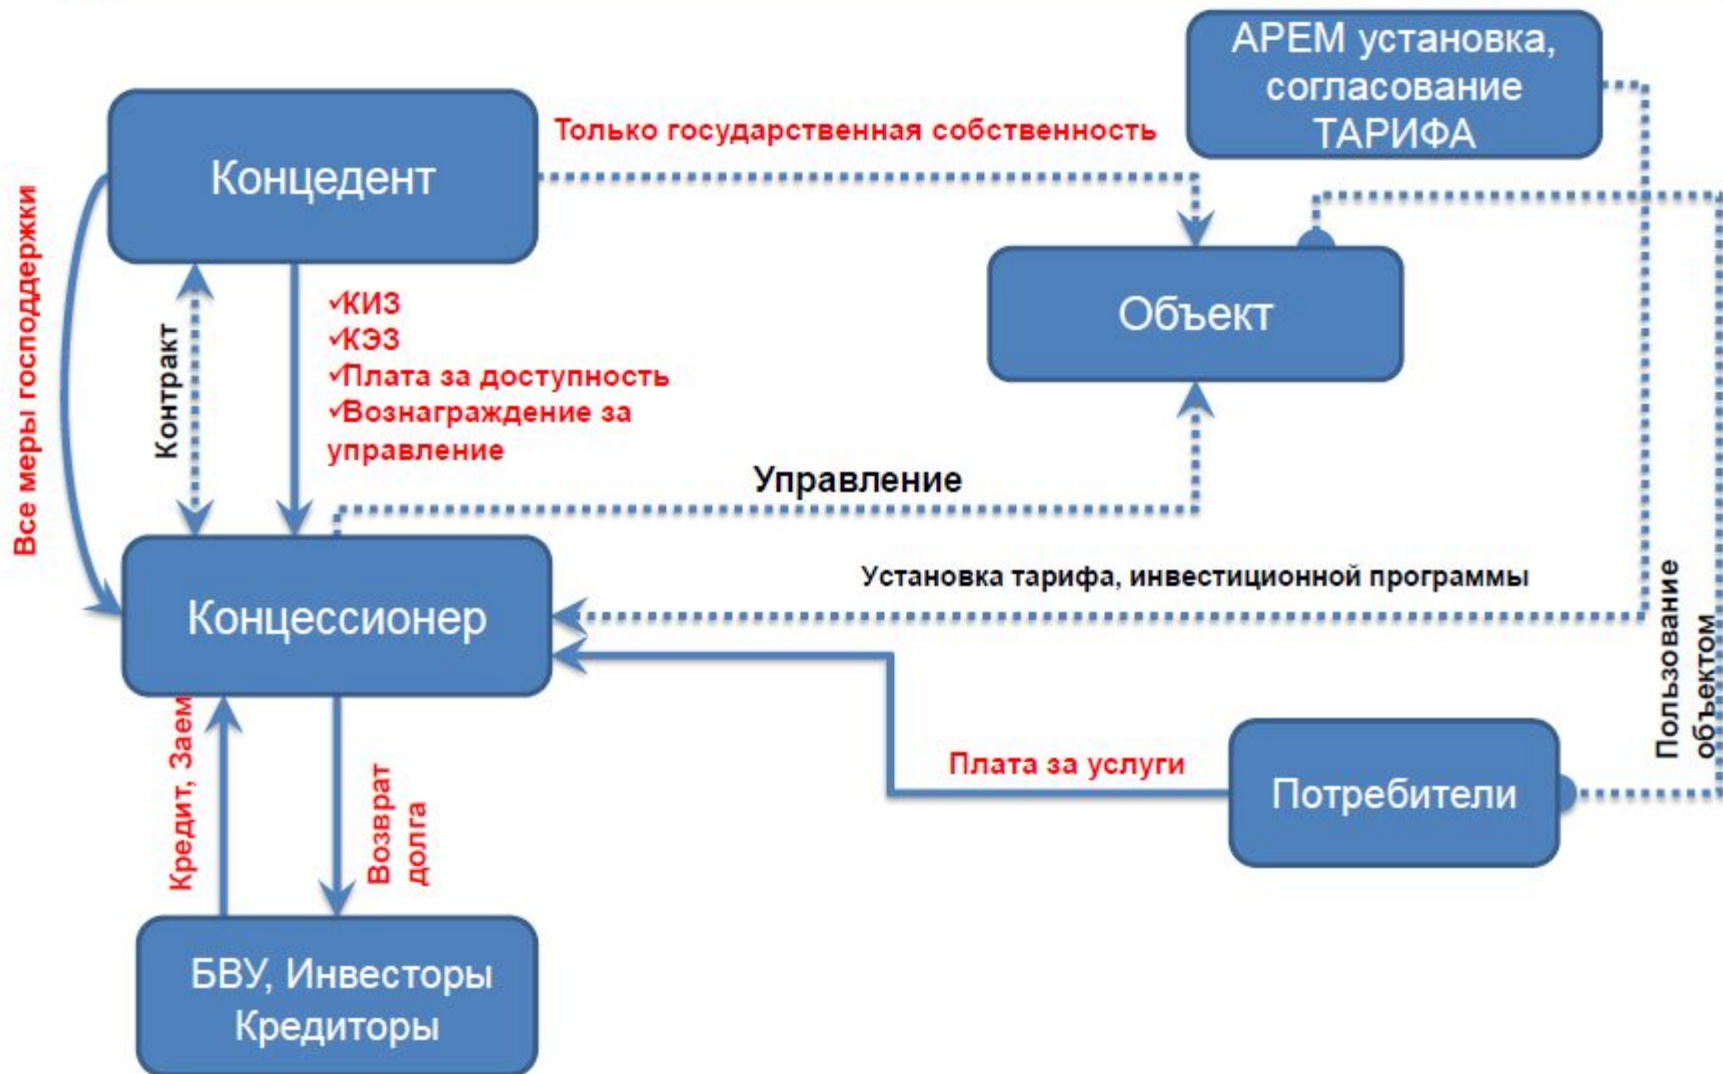 АРЕМ установка,
согласование
ТАРИФА
Концедент
Только государственная собственность
Все меры господдержки
Контракт
✓КИЗ
✓КЭЗ
✓Плата за доступность
✓Вознаграждение за
управление
Объект
Управление
Установка тарифа, инвестиционной программы
Концессионер
Пользование
объектом
Плата за услуги
Потребители
Кредит, Заем
Возврат
долга
БВУ, Инвесторы
Кредиторы